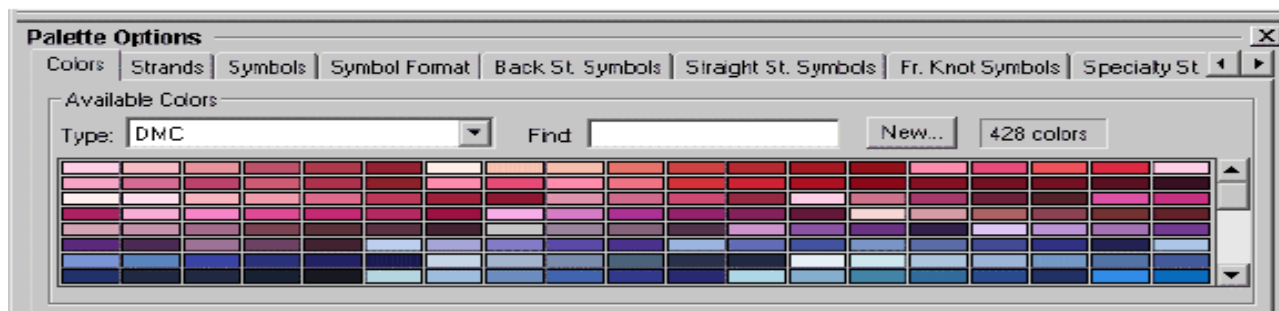 Palette Options
Colors Strands Symbols Symbol Format Back St. Symbols Straight St. Symbols Fr. Knot Symbols Specialty St
Available Colors
Type: DMC Find: New... 428 colors